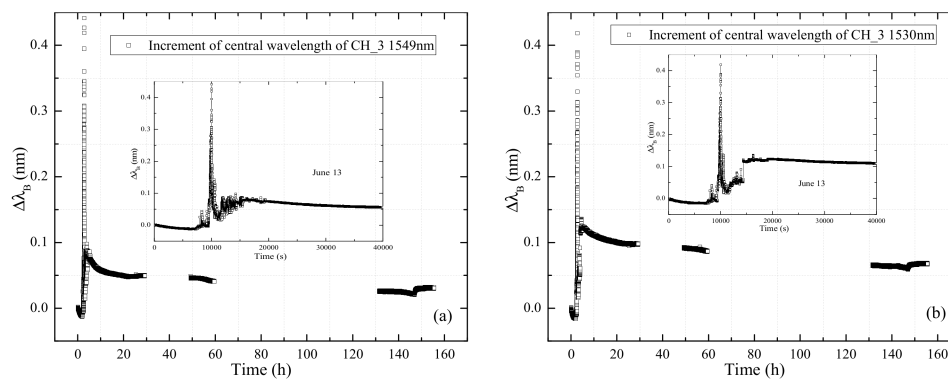 Increment of central wavelength of CH_3 1549nm
ΔλB (nm)
0.4
0.3
0.2
0.1
0.0
0 20 40 60 80 100 120 140 160
Time (h)
(a)
ΔλB (nm)
0.4
0.3
0.2
0.1
0.0
0 10000 20000 30000 40000
Time (s)
June 13
Increment of central wavelength of CH_3 1530nm
ΔλB (nm)
0.4
0.3
0.2
0.1
0.0
0 20 40 60 80 100 120 140 160
Time (h)
(b)
ΔλB (nm)
0.4
0.3
0.2
0.1
0.0
0 10000 20000 30000 40000
Time (s)
June 13